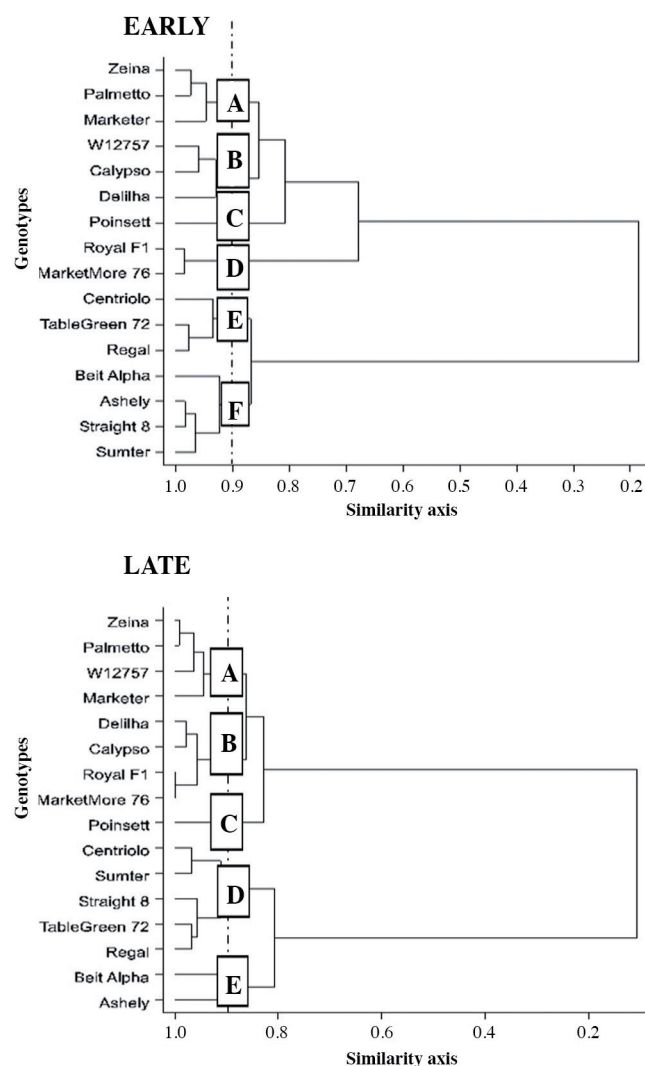 EARLY
Zeina
Palmetto
Marketer
W12757
Calypso
Delilha
Poinsett
Royal F1
MarketMore 76
Centriolo
TableGreen 72
Regal
Beit Alpha
Ashely
Straight 8
Sumter
Genotypes
A
B
C
D
E
F
1.0 0.9 0.8 0.7 0.6 0.5 0.4 0.3 0.2
Similarity axis
LATE
Zeina
Palmetto
W12757
Marketer
Delilha
Calypso
Royal F1
MarketMore 76
Poinsett
Centriolo
Sumter
Straight 8
TableGreen 72
Regal
Beit Alpha
Ashely
Genotypes
A
B
C
D
E
1.0 0.8 0.6 0.4 0.2
Similarity axis